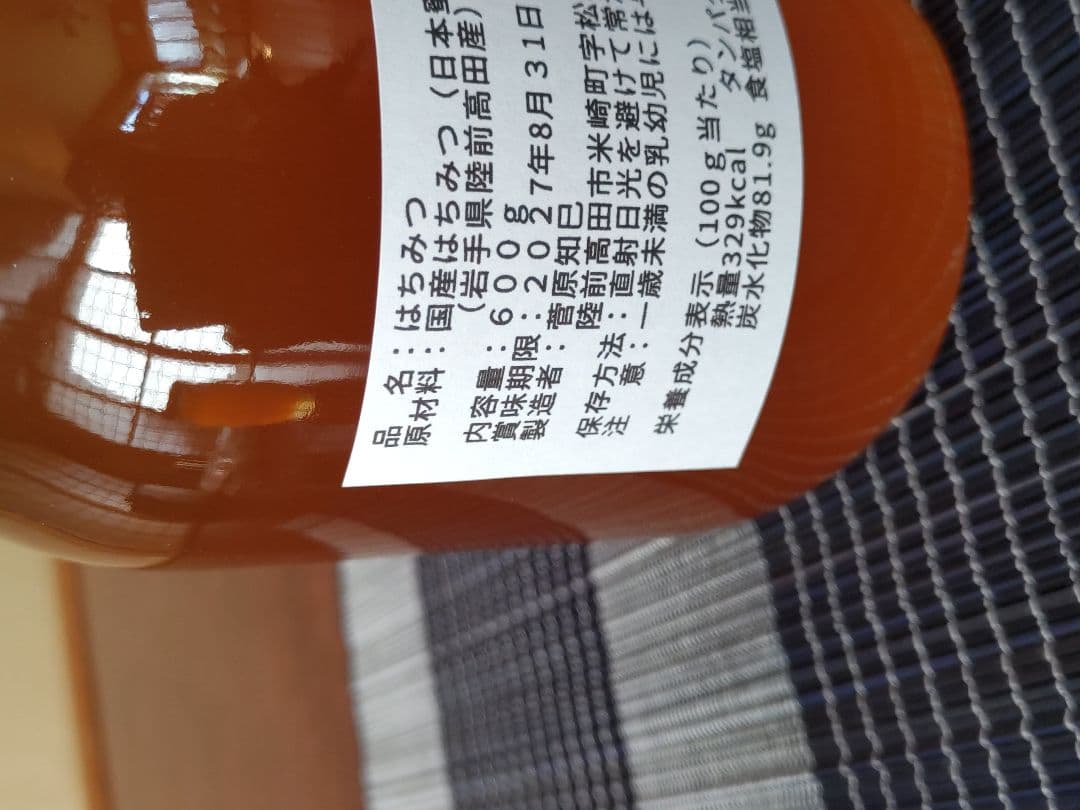 品　　名：はちみつ
原材料：国産はちみつ（日本蜜
（岩手県陸前高田産）
内容量：６００ｇ
賞味期限：２０２７年８月３１日
製造者：菅原知已
陸前高田市米崎町字松
保存方法：直射日光を避けて常
注　　意：一歳未満の乳幼児には
栄養成分表示（100ｇ当たり）
熱量329kcal　タンパ
炭水化物81.9g　食塩相当